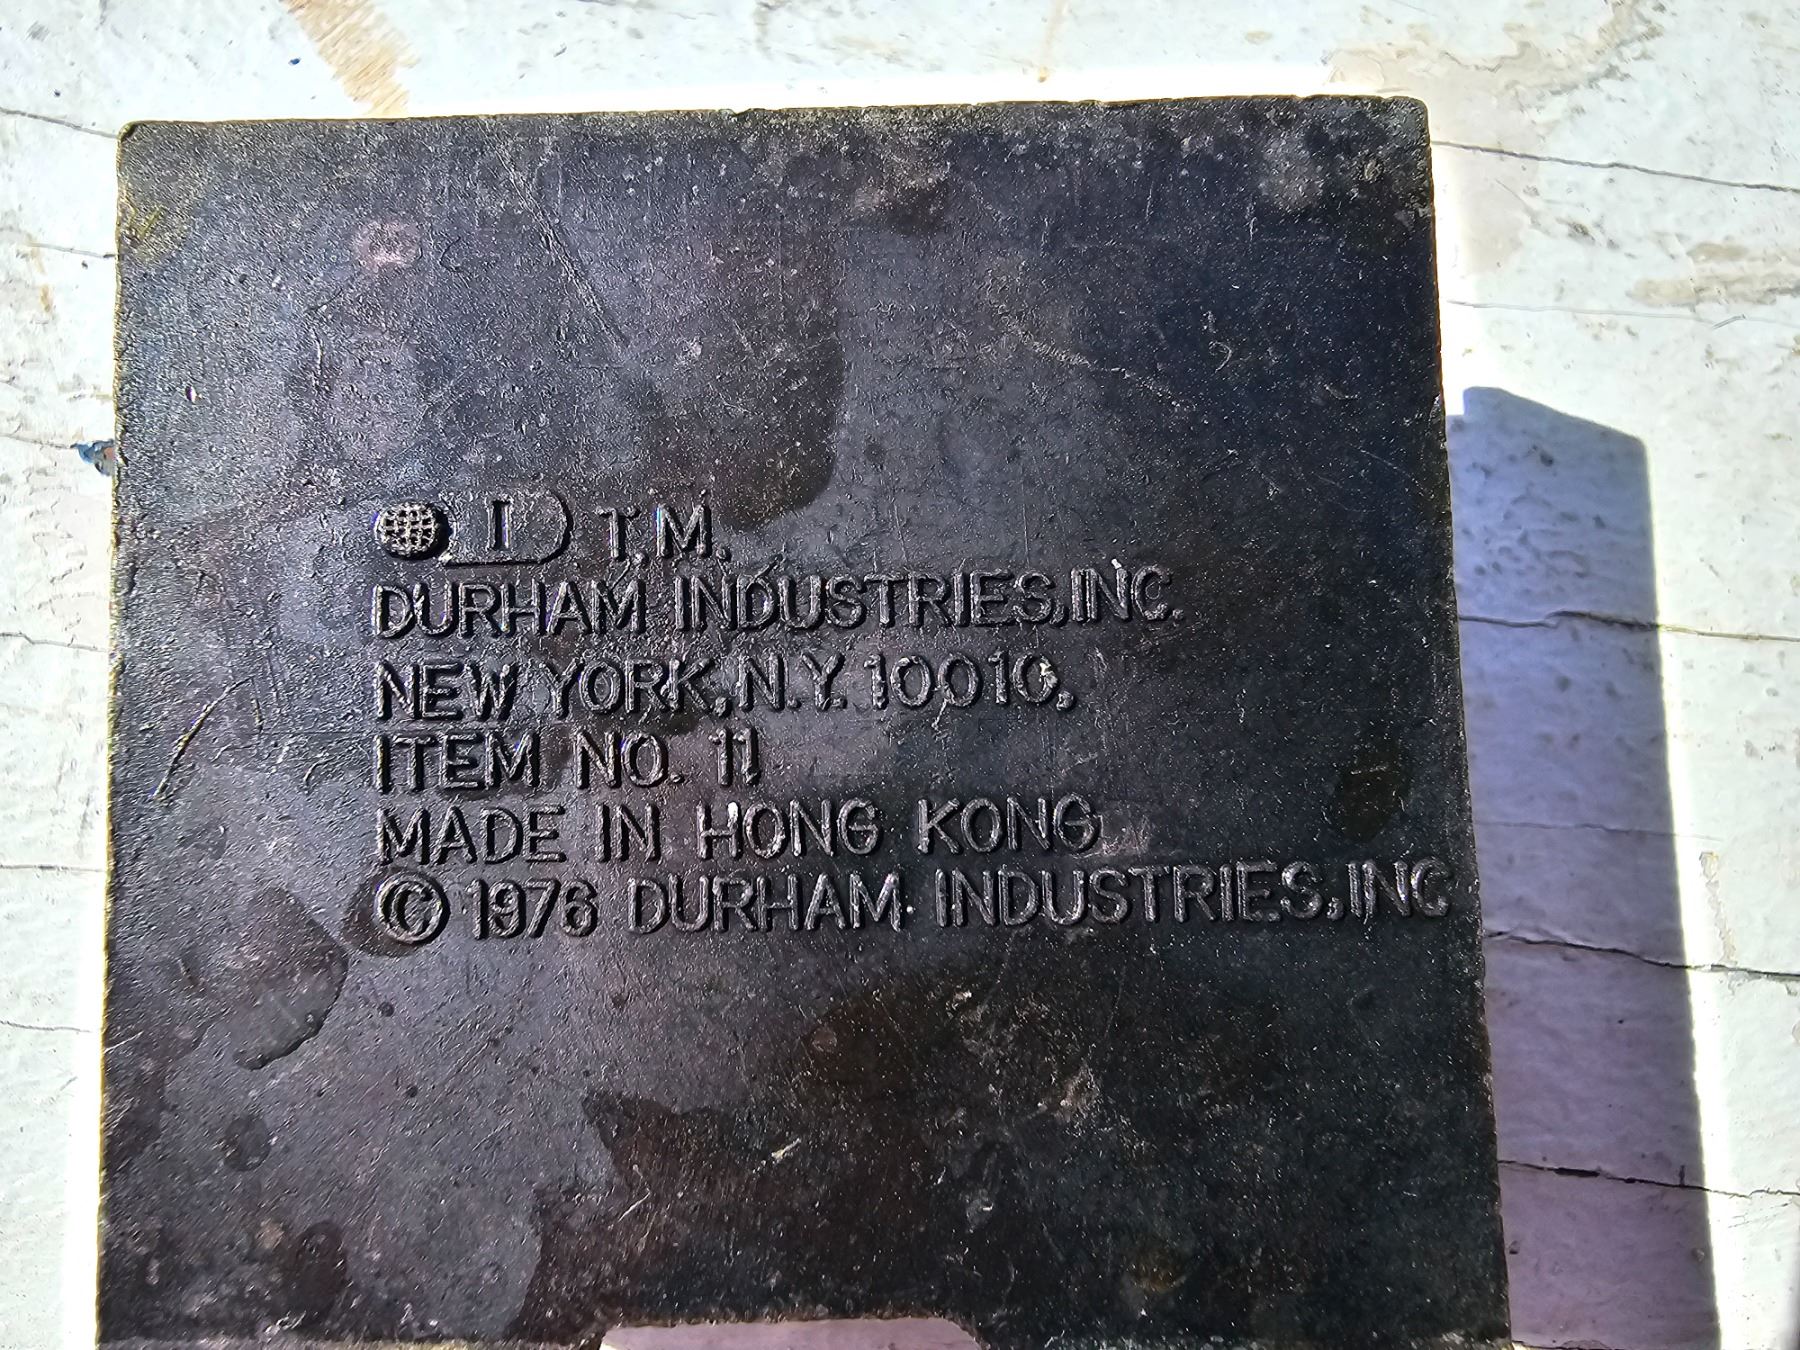 D T.M.
DURHAM INDUSTRIES, INC.
NEW YORK, N.Y. 10010,
ITEM NO. 11
MADE IN HONG KONG
© 1976 DURHAM INDUSTRIES, INC